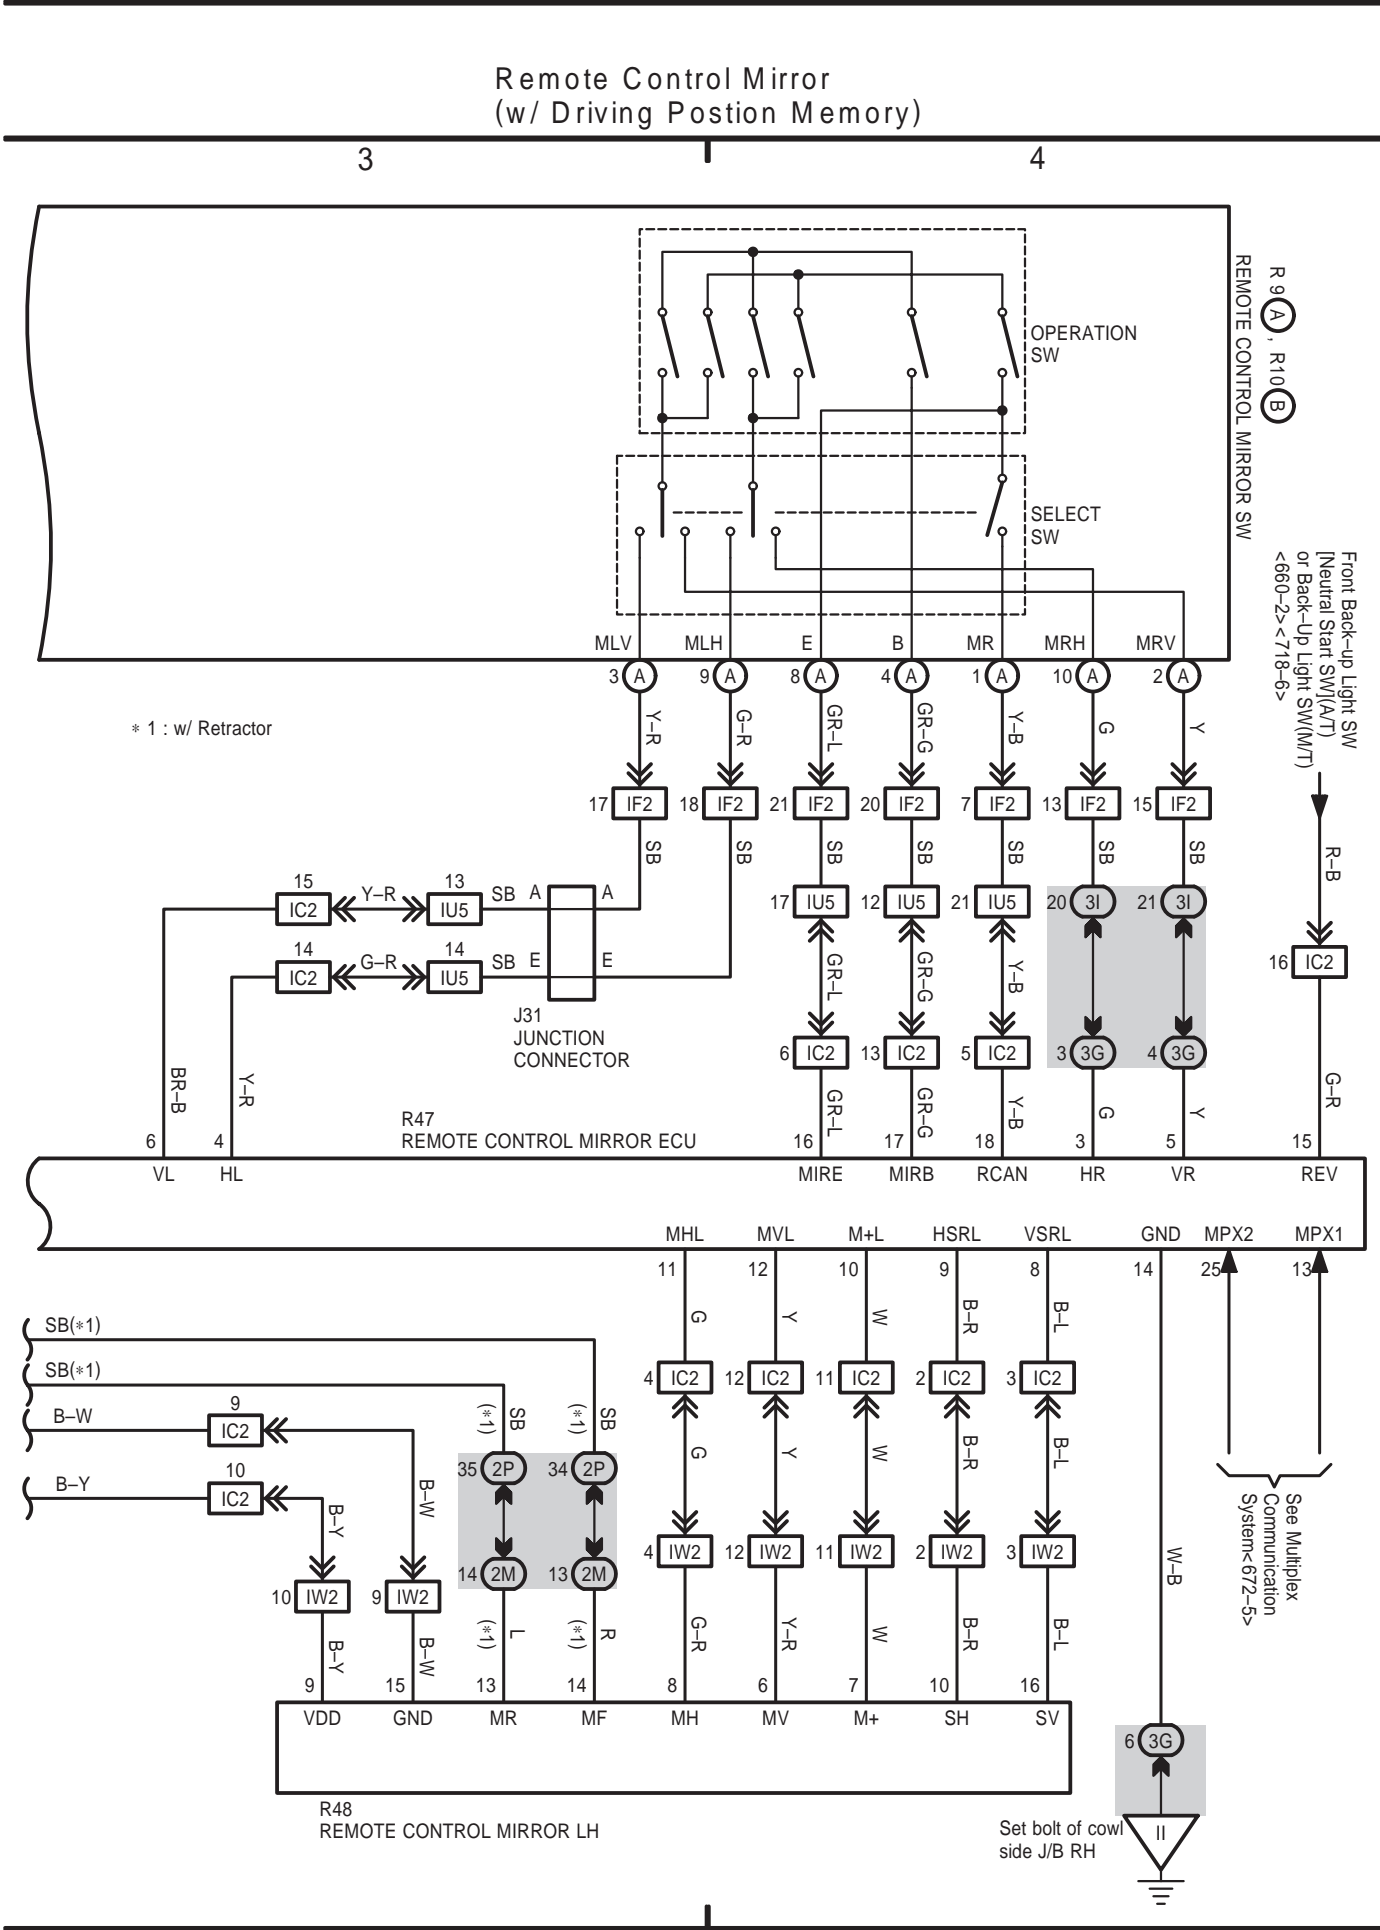 Remote Control Mirror
(w/ Driving Postion Memory)
3 4
OPERATION
SW
SELECT
SW
R 9 A , R10 B
REMOTE CONTROL MIRROR SW
Front Back–up Light SW
[Neutral Start SW](A/T)
or Back–Up Light SW(M/T)
<660–2><718–6>
MLV MLH E B MR MRH MRV
3 A 9 A 8 A 4 A 1 A 10 A 2 A
∗ 1 : w/ Retractor
Y–R G–R GR–L GR–G Y–B G Y
17 IF2 18 IF2 21 IF2 20 IF2 7 IF2 13 IF2 15 IF2
SB SB SB SB SB SB SB R–B
15 13
IC2 Y–R IU5 SB A A
17 IU5 12 IU5 21 IU5 20 3I 21 3I
14 14
IC2 G–R IU5 SB E E
GR–L GR–G Y–B 16 IC2
J31
JUNCTION
CONNECTOR
6 IC2 13 IC2 5 IC2 3 3G 4 3G
BR–B Y–R GR–L GR–G Y–B G Y G–R
R47
REMOTE CONTROL MIRROR ECU
6 4 16 17 18 3 5 15
VL HL MIRE MIRB RCAN HR VR REV
MHL MVL M+L HSRL VSRL GND MPX2 MPX1
11 12 10 9 8 14 25 13
SB(∗1)
G Y W B–R B–L
SB(∗1)
4 IC2 12 IC2 11 IC2 2 IC2 3 IC2
B–W 9
IC2
SB
(∗1)
SB
(∗1)
G Y W B–R B–L
B–Y 10
IC2
35 2P 34 2P
B–Y B–W
See Multiplex
Communication
System<672–5>
4 IW2 12 IW2 11 IW2 2 IW2 3 IW2
W–B
14 2M 13 2M
10 IW2 9 IW2
B–Y B–W
L
(∗1)
R
(∗1)
G–R Y–R W B–R B–L
9 15 13 14 8 6 7 10 16
VDD GND MR MF MH MV M+ SH SV
6 3G
R48
REMOTE CONTROL MIRROR LH
Set bolt of cowl
side J/B RH
II